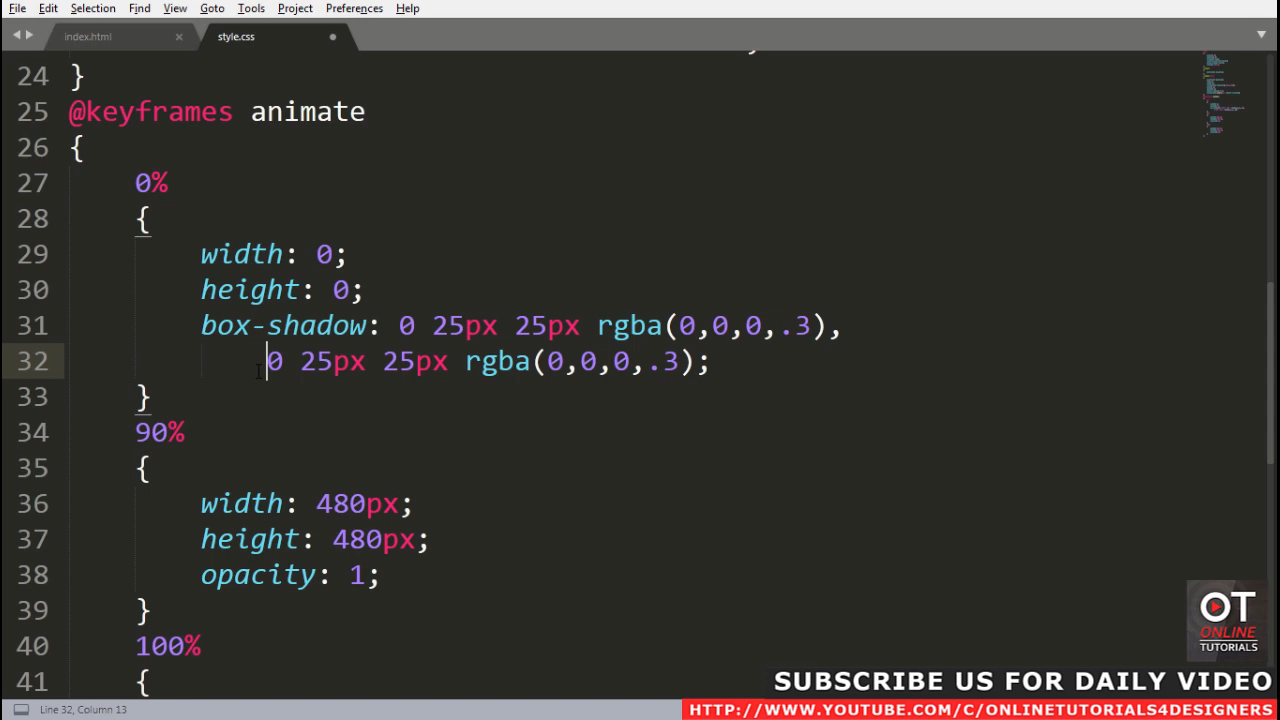 File Edit Selection Find View Goto Tools Project Preferences Help
index.html × style.css
24 }
25 @keyframes animate
26 {
27 0%
28 {
29 width: 0;
30 height: 0;
31 box-shadow: 0 25px 25px rgba(0,0,0,.3),
32 0 25px 25px rgba(0,0,0,.3);
33 }
34 90%
35 {
36 width: 480px;
37 height: 480px;
38 opacity: 1;
39 }
40 100%
41 {
OT
ONLINE
TUTORIALS
SUBSCRIBE US FOR DAILY VIDEO
HTTP://WWW.YOUTUBE.COM/C/ONLINETUTORIALS4DESIGNERS
Line 32, Column 13